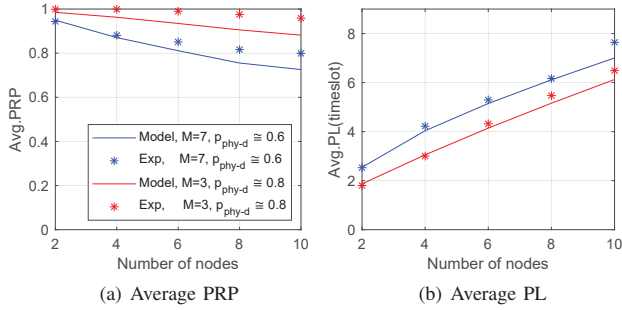 Avg.PRP
1
0.8
0.6
0.4
0.2
0
Model, M=7, p_phy-d ≅ 0.6
Exp, M=7, p_phy-d ≅ 0.6
Model, M=3, p_phy-d ≅ 0.8
Exp, M=3, p_phy-d ≅ 0.8
2 4 6 8 10
Number of nodes
(a) Average PRP
Avg.PL(timeslot)
8
6
4
2
0
2 4 6 8 10
Number of nodes
(b) Average PL